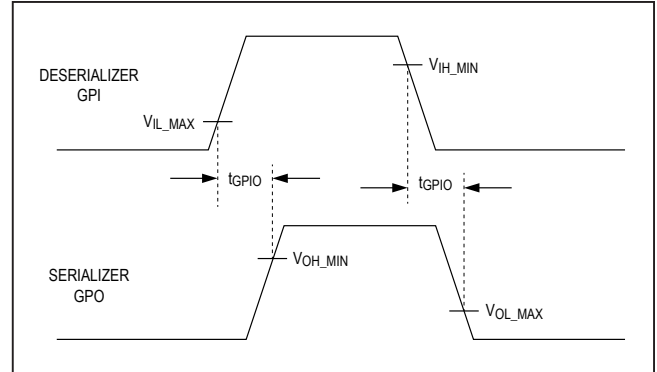 DESERIALIZER
GPI
VIH_MIN
VIL_MAX
tGPIO
tGPIO
VOH_MIN
SERIALIZER
GPO
VOL_MAX